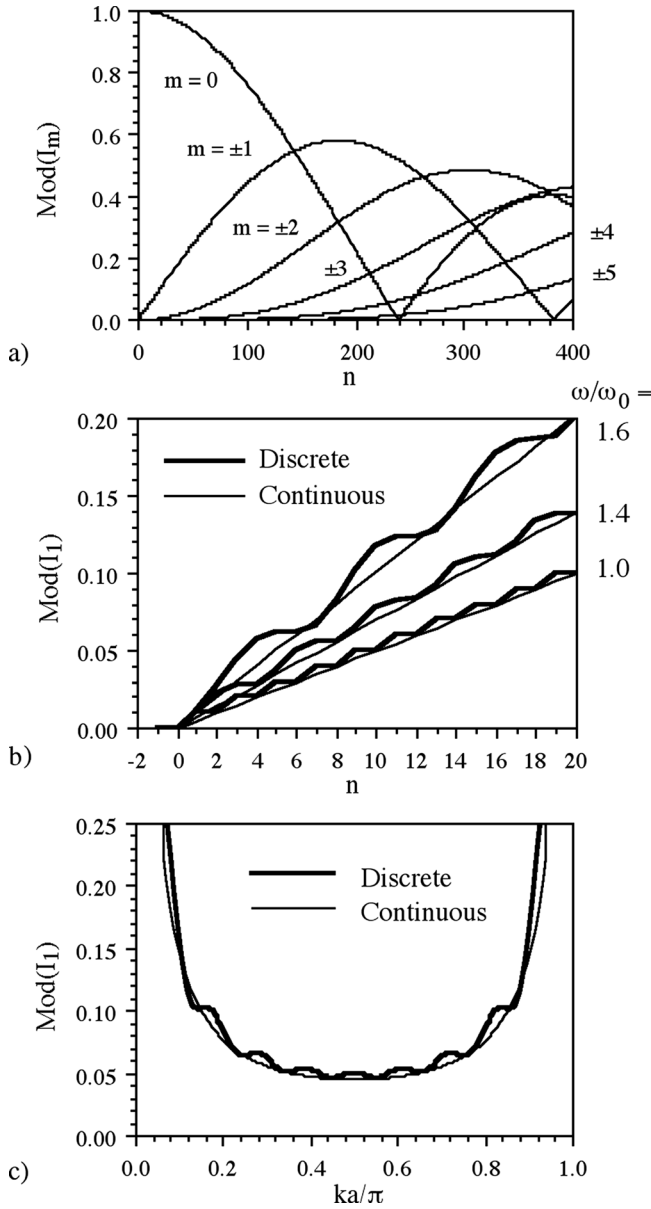 1.0
0.8
0.6
0.4
0.2
0.0
Mod(I_m)
m = 0
m = ±1
m = ±2
±3
±4
±5
0 100 200 300 400
n
a)
ω/ω_0 =
0.20
0.15
0.10
0.05
0.00
Mod(I_1)
Discrete
Continuous
1.6
1.4
1.0
-2 0 2 4 6 8 10 12 14 16 18 20
n
b)
0.25
0.20
0.15
0.10
0.05
0.00
Mod(I_1)
Discrete
Continuous
0.0 0.2 0.4 0.6 0.8 1.0
ka/π
c)